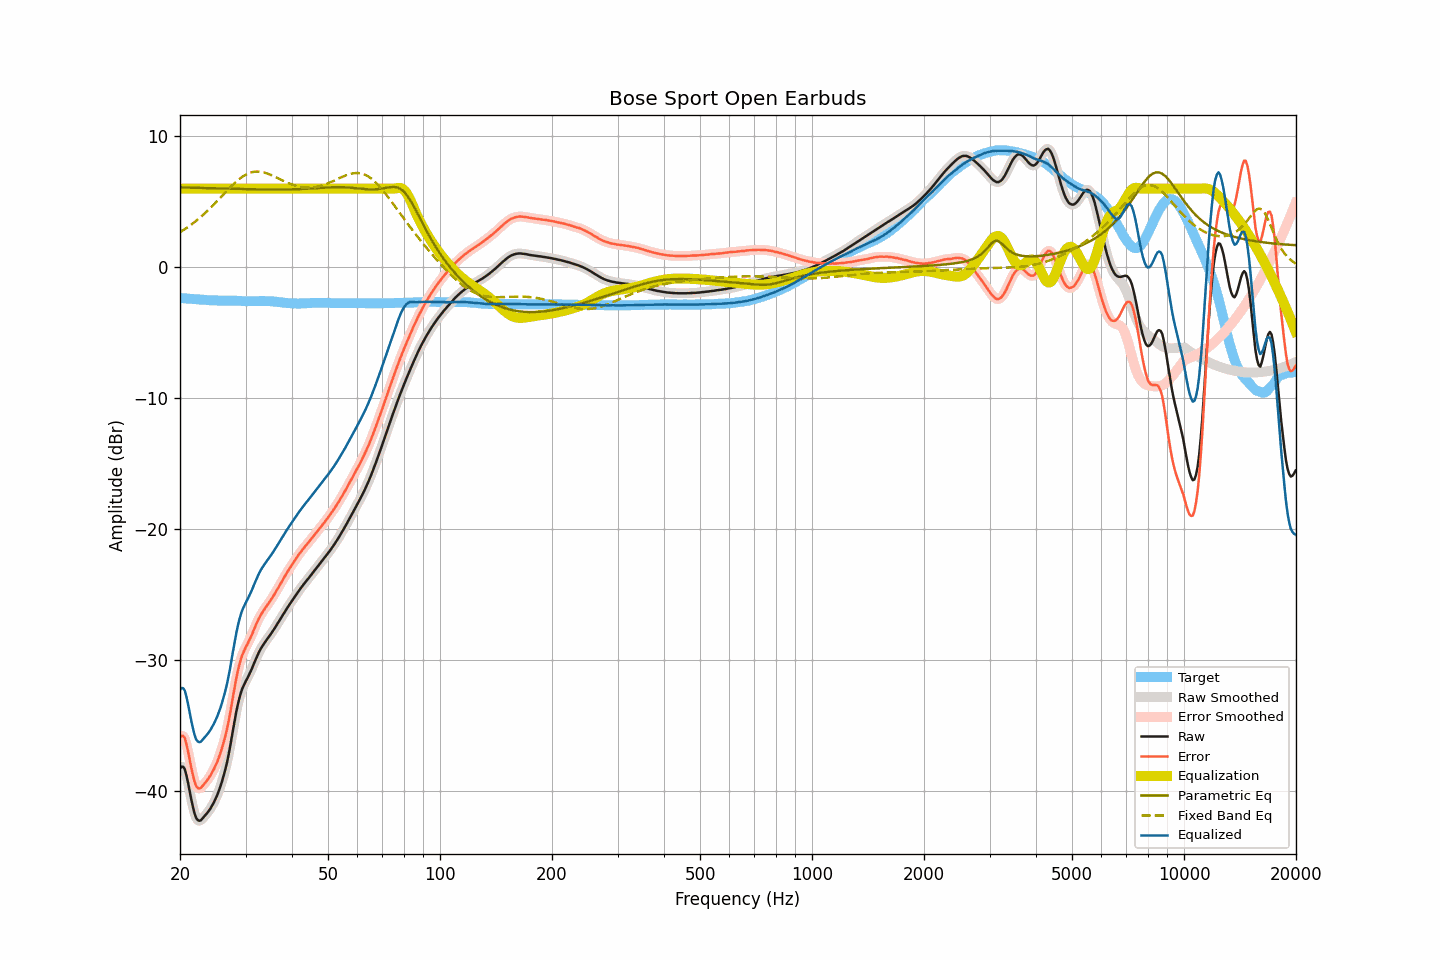 Bose Sport Open Earbuds
10
0
−10
−20
−30
−40
Amplitude (dBr)
Target
Raw Smoothed
Error Smoothed
Raw
Error
Equalization
Parametric Eq
Fixed Band Eq
Equalized
20 50 100 200 500 1000 2000 5000 10000 20000
Frequency (Hz)